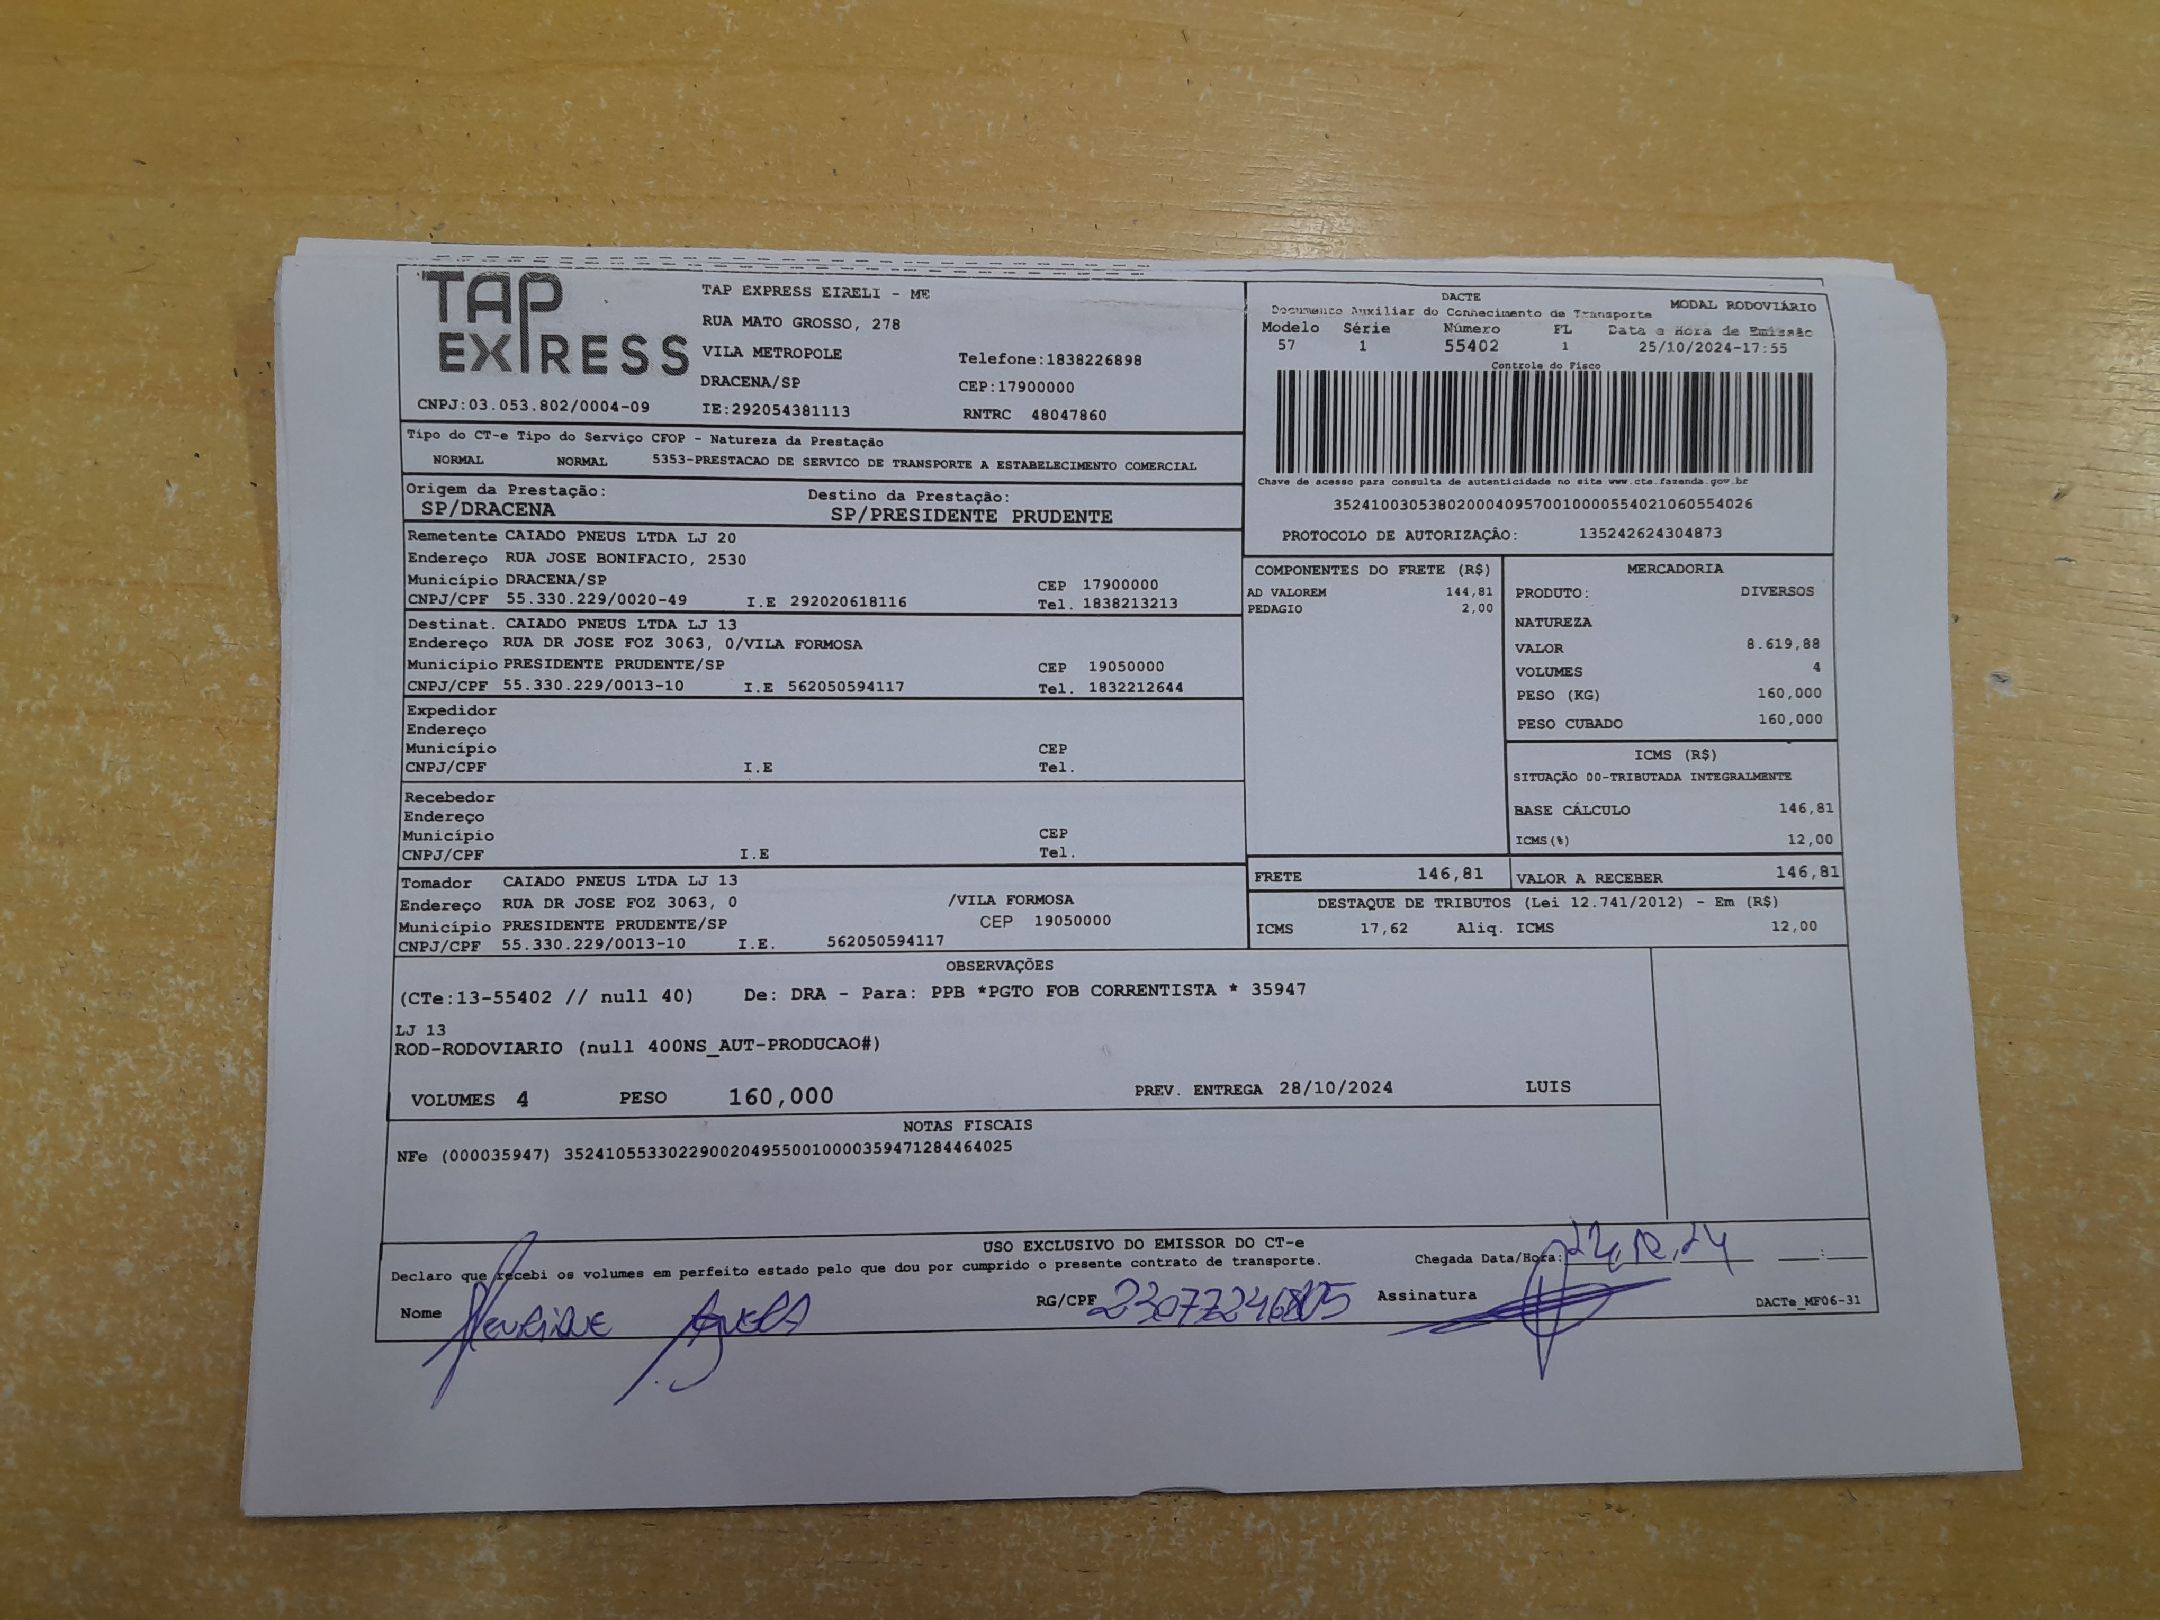 TAP EXPRESS
TAP EXPRESS EIRELI - ME
RUA MATO GROSSO, 278
VILA METROPOLE
Telefone:1838226898
DRACENA/SP
CEP:17900000
CNPJ:03.053.802/0004-09
IE:292054381113
RNTRC 48047860
DACTE
MODAL RODOVIÁRIO
Documento Auxiliar do Conhecimento de Transporte
Modelo Série Número FL Data e Hora de Emissão
57 1 55402 1 25/10/2024-17:55
Controle do Fisco
Chave de acesso para consulta de autenticidade no site www.cte.fazenda.gov.br
35241003053802000409570010000554021060554026
PROTOCOLO DE AUTORIZAÇÃO: 135242624304873
Tipo do CT-e Tipo do Serviço CFOP - Natureza da Prestação
NORMAL NORMAL 5353-PRESTACAO DE SERVICO DE TRANSPORTE A ESTABELECIMENTO COMERCIAL
Origem da Prestação: Destino da Prestação:
SP/DRACENA SP/PRESIDENTE PRUDENTE
Remetente CAIADO PNEUS LTDA LJ 20
Endereço RUA JOSE BONIFACIO, 2530
Município DRACENA/SP CEP 17900000
CNPJ/CPF 55.330.229/0020-49 I.E 292020618116 Tel. 1838213213
Destinat. CAIADO PNEUS LTDA LJ 13
Endereço RUA DR JOSE FOZ 3063, 0/VILA FORMOSA
Município PRESIDENTE PRUDENTE/SP CEP 19050000
CNPJ/CPF 55.330.229/0013-10 I.E 562050594117 Tel. 1832212644
Expedidor
Endereço
Município CEP
CNPJ/CPF I.E Tel.
Recebedor
Endereço
Município CEP
CNPJ/CPF I.E Tel.
Tomador CAIADO PNEUS LTDA LJ 13
Endereço RUA DR JOSE FOZ 3063, 0 /VILA FORMOSA
Município PRESIDENTE PRUDENTE/SP CEP 19050000
CNPJ/CPF 55.330.229/0013-10 I.E. 562050594117
COMPONENTES DO FRETE (R$)
AD VALOREM 144,81
PEDAGIO 2,00
MERCADORIA
PRODUTO: DIVERSOS
NATUREZA
VALOR 8.619,88
VOLUMES 4
PESO (KG) 160,000
PESO CUBADO 160,000
ICMS (R$)
SITUAÇÃO 00-TRIBUTADA INTEGRALMENTE
BASE CÁLCULO 146,81
ICMS(%) 12,00
FRETE 146,81 VALOR A RECEBER 146,81
DESTAQUE DE TRIBUTOS (Lei 12.741/2012) - Em (R$)
ICMS 17,62 Aliq. ICMS 12,00
OBSERVAÇÕES
(CTe:13-55402 // null 40) De: DRA - Para: PPB *PGTO FOB CORRENTISTA * 35947
LJ 13
ROD-RODOVIARIO (null 400NS_AUT-PRODUCAO#)
VOLUMES 4 PESO 160,000 PREV. ENTREGA 28/10/2024 LUIS
NOTAS FISCAIS
NFe (000035947) 35241055330229002049550010000359471284464025
USO EXCLUSIVO DO EMISSOR DO CT-e
Declaro que recebi os volumes em perfeito estado pelo que dou por cumprido o presente contrato de transporte.
Chegada Data/Hora: __:__
Nome HENRIQUE RG/CPF Assinatura
DACTe_MF06-31